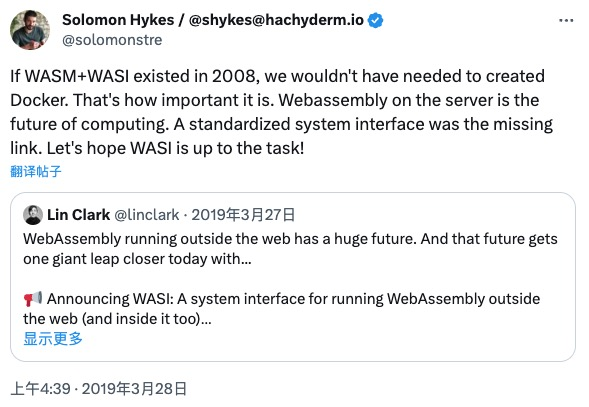 Solomon Hykes / @shykes@hachyderm.io
@solomonstre
If WASM+WASI existed in 2008, we wouldn't have needed to created
Docker. That's how important it is. Webassembly on the server is the
future of computing. A standardized system interface was the missing
link. Let's hope WASI is up to the task!
翻译帖子
Lin Clark @linclark · 2019年3月27日
WebAssembly running outside the web has a huge future. And that future gets
one giant leap closer today with...
📢 Announcing WASI: A system interface for running WebAssembly outside
the web (and inside it too)...
显示更多
上午4:39 · 2019年3月28日